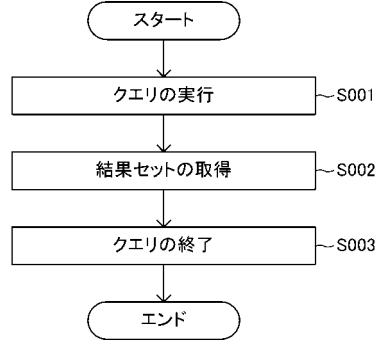 スタート
クエリの実行 S001
結果セットの取得 S002
クエリの終了 S003
エンド